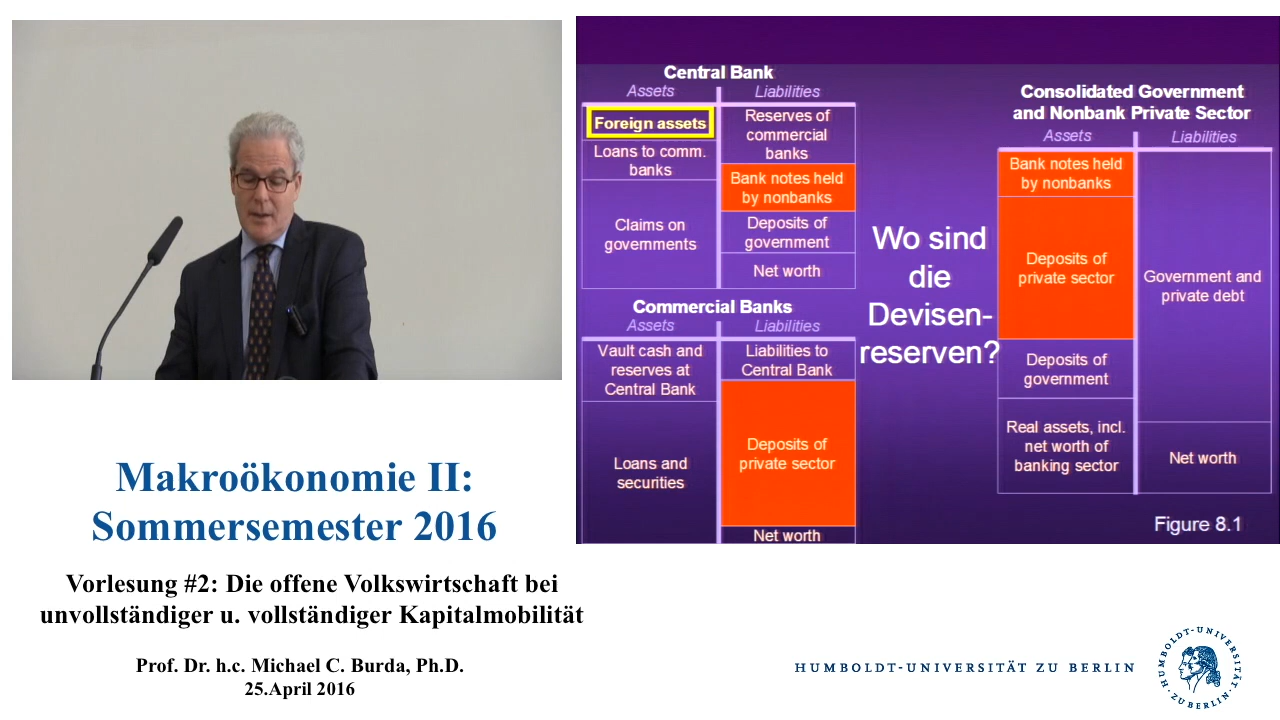 Central Bank
Assets
Liabilities
Foreign assets
Reserves of
commercial
banks
Loans to comm.
banks
Bank notes held
by nonbanks
Claims on
governments
Deposits of
government
Net worth
Commercial Banks
Assets
Liabilities
Vault cash and
reserves at
Central Bank
Liabilities to
Central Bank
Loans and
securities
Deposits of
private sector
Net worth
Wo sind
die
Devisen-
reserven?
Consolidated Government
and Nonbank Private Sector
Assets
Liabilities
Bank notes held
by nonbanks
Deposits of
private sector
Government and
private debt
Deposits of
government
Real assets, incl.
net worth of
banking sector
Net worth
Figure 8.1
Makroökonomie II:
Sommersemester 2016
Vorlesung #2: Die offene Volkswirtschaft bei
unvollständiger u. vollständiger Kapitalmobilität
Prof. Dr. h.c. Michael C. Burda, Ph.D.
25.April 2016
HUMBOLDT-UNIVERSITÄT ZU BERLIN
HUMBOLDT-UNIVERSITÄT
·ZU BERLIN·